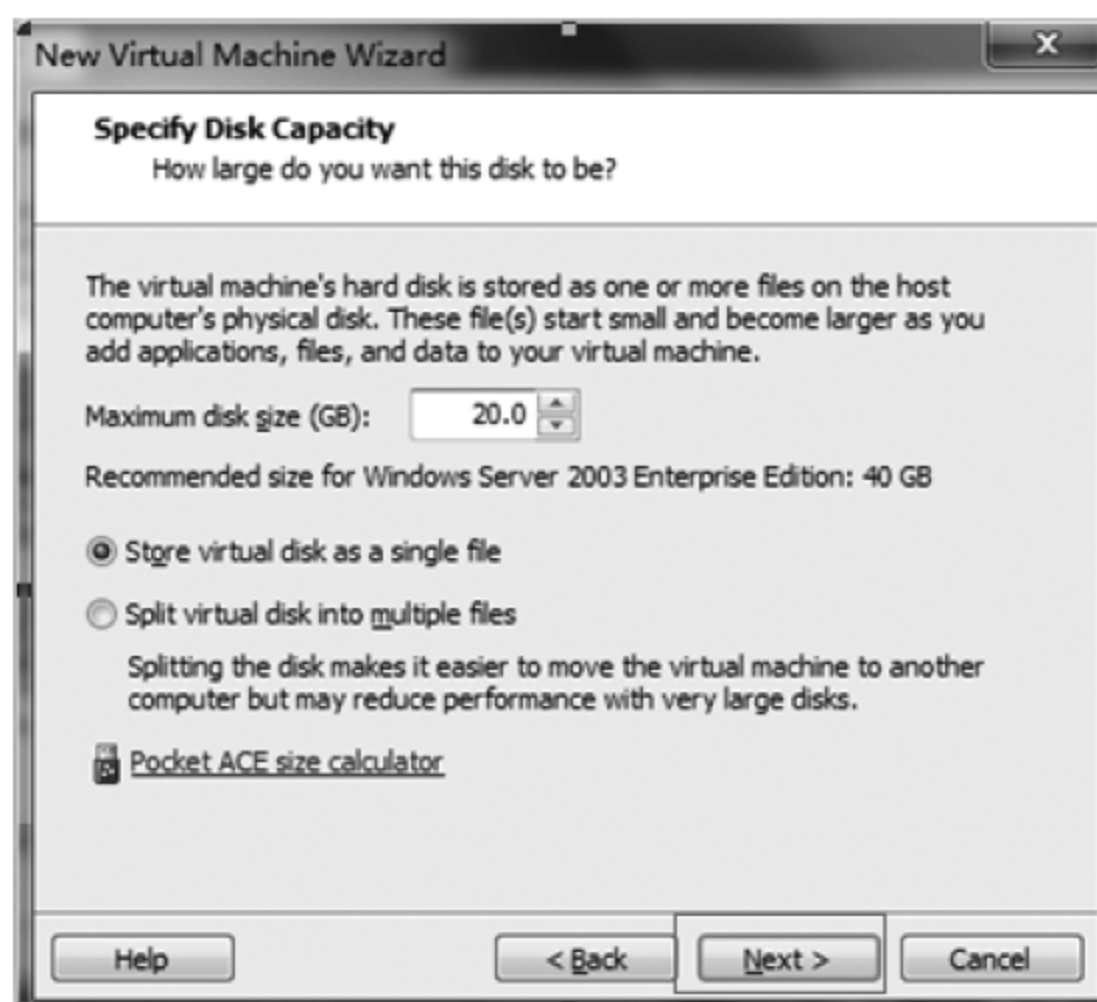 New Virtual Machine Wizard
x
Specify Disk Capacity
How large do you want this disk to be?
The virtual machine's hard disk is stored as one or more files on the host
computer's physical disk. These file(s) start small and become larger as you
add applications, files, and data to your virtual machine.
Maximum disk size (GB): 20.0
Recommended size for Windows Server 2003 Enterprise Edition: 40 GB
Store virtual disk as a single file
Split virtual disk into multiple files
Splitting the disk makes it easier to move the virtual machine to another
computer but may reduce performance with very large disks.
Pocket ACE size calculator
Help < Back Next > Cancel